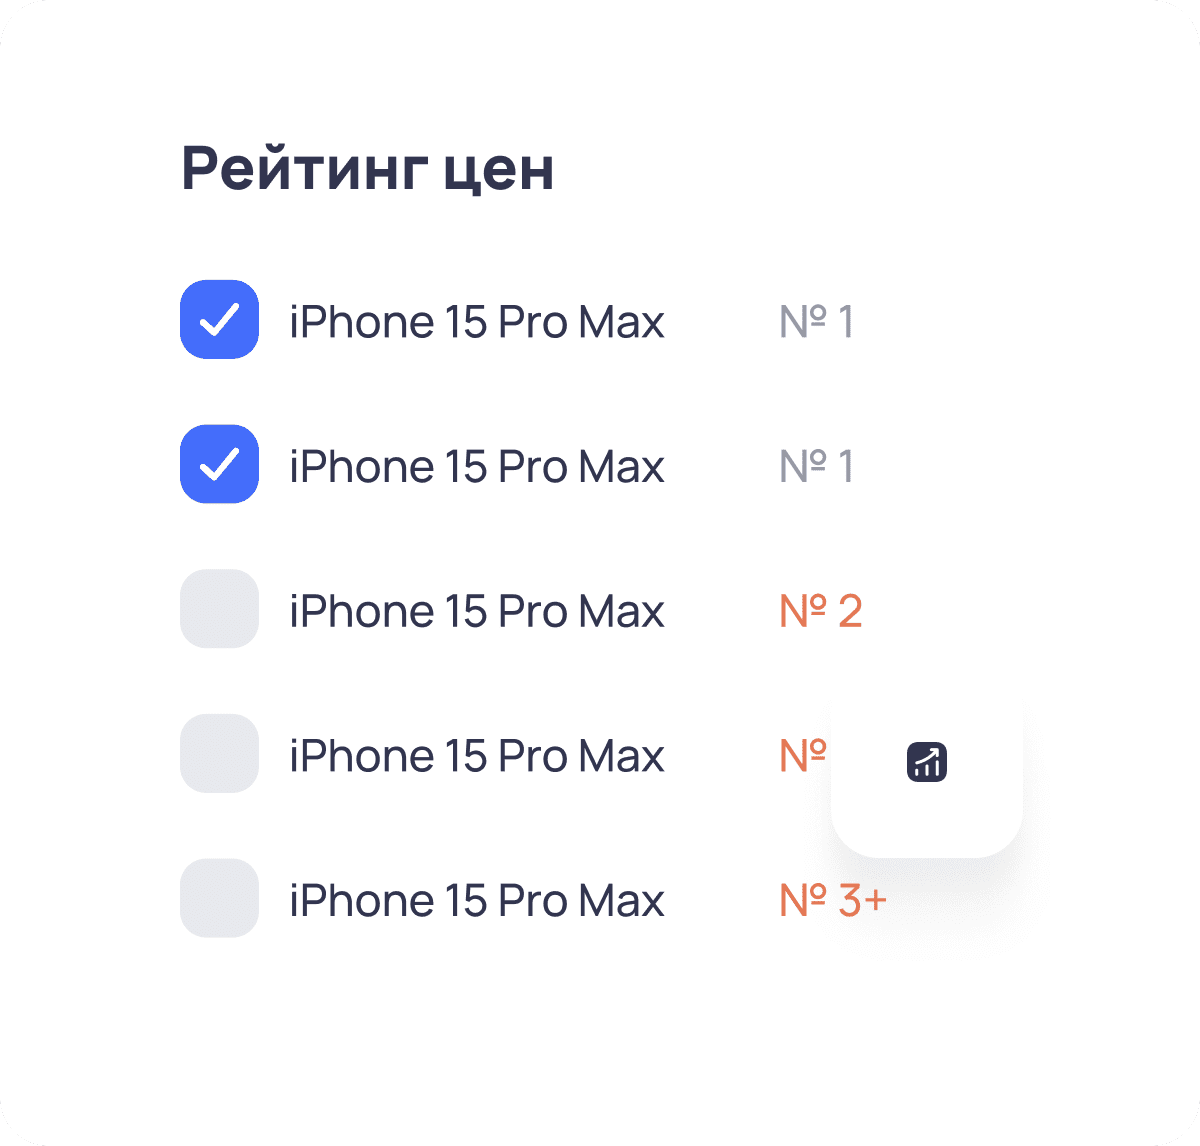 Рейтинг цен
iPhone 15 Pro Max № 1
iPhone 15 Pro Max № 1
iPhone 15 Pro Max № 2
iPhone 15 Pro Max №
iPhone 15 Pro Max № 3+